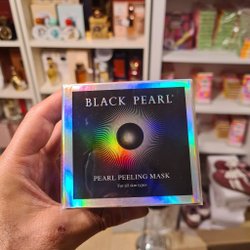 BLACK PEARL®
PEARL PEELING MASK
For all skin types